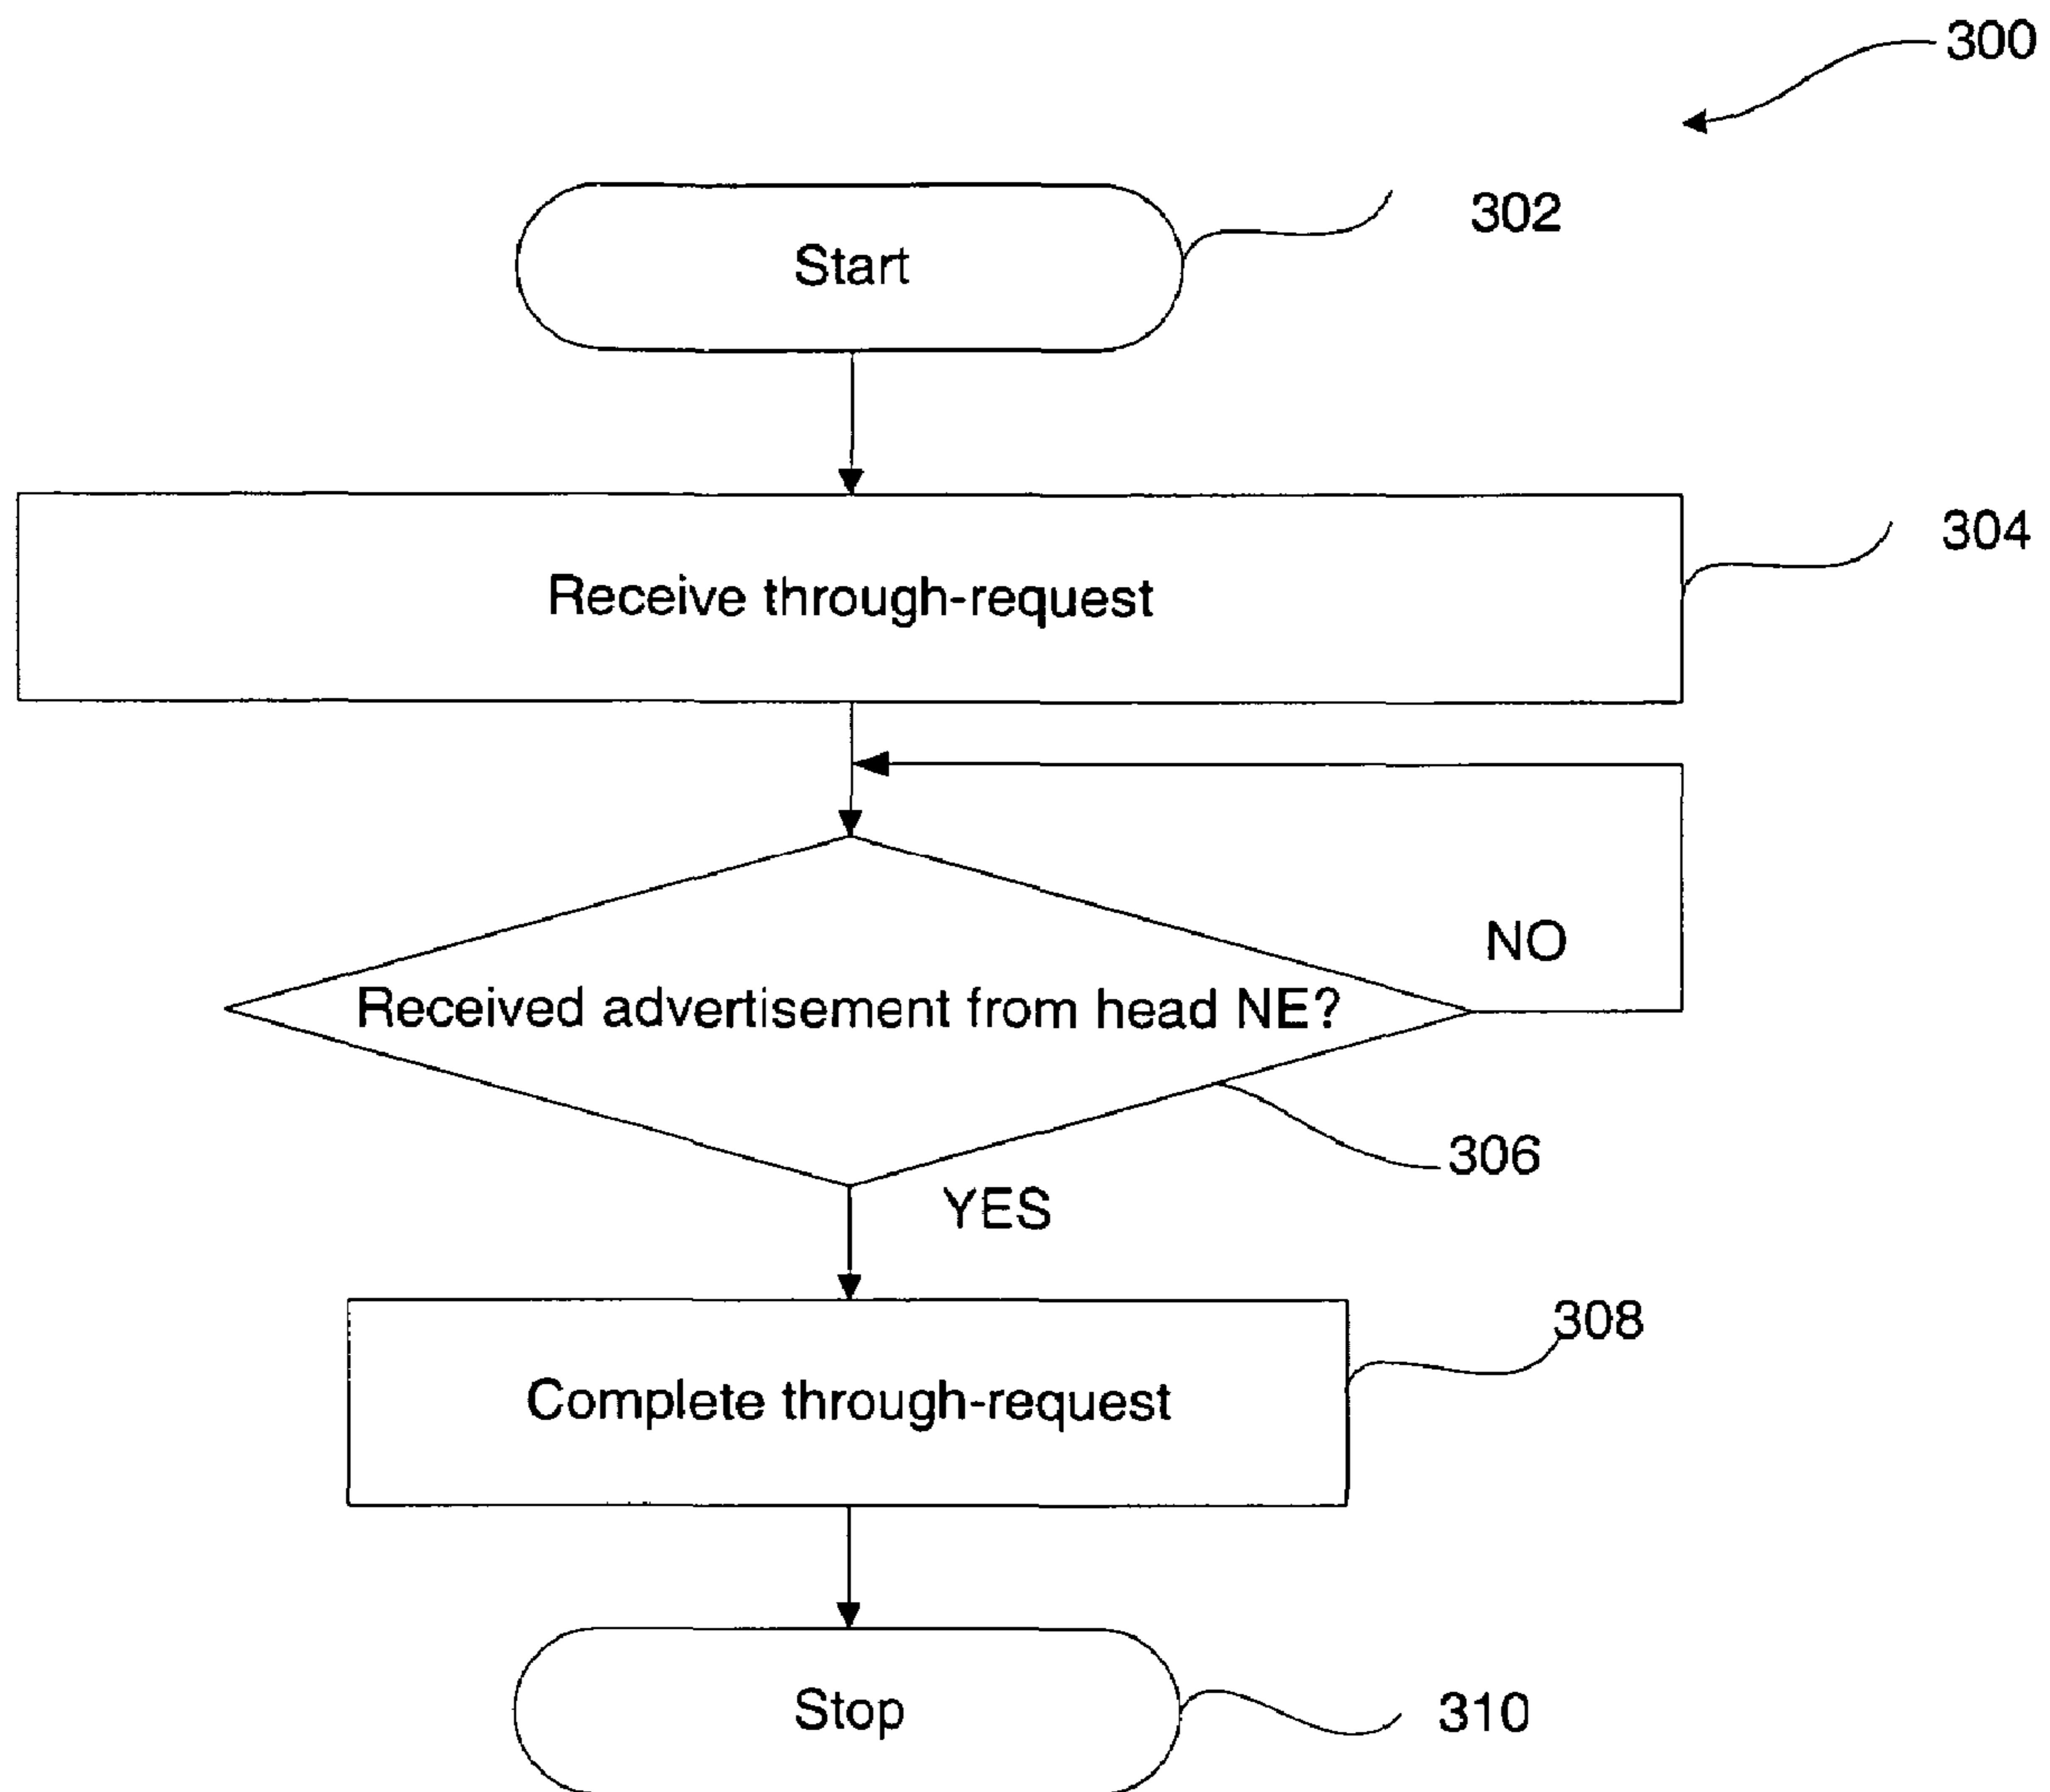 300
302
Start
304
Receive through-request
NO
Received advertisement from head NE?
306
YES
308
Complete through-request
Stop
310